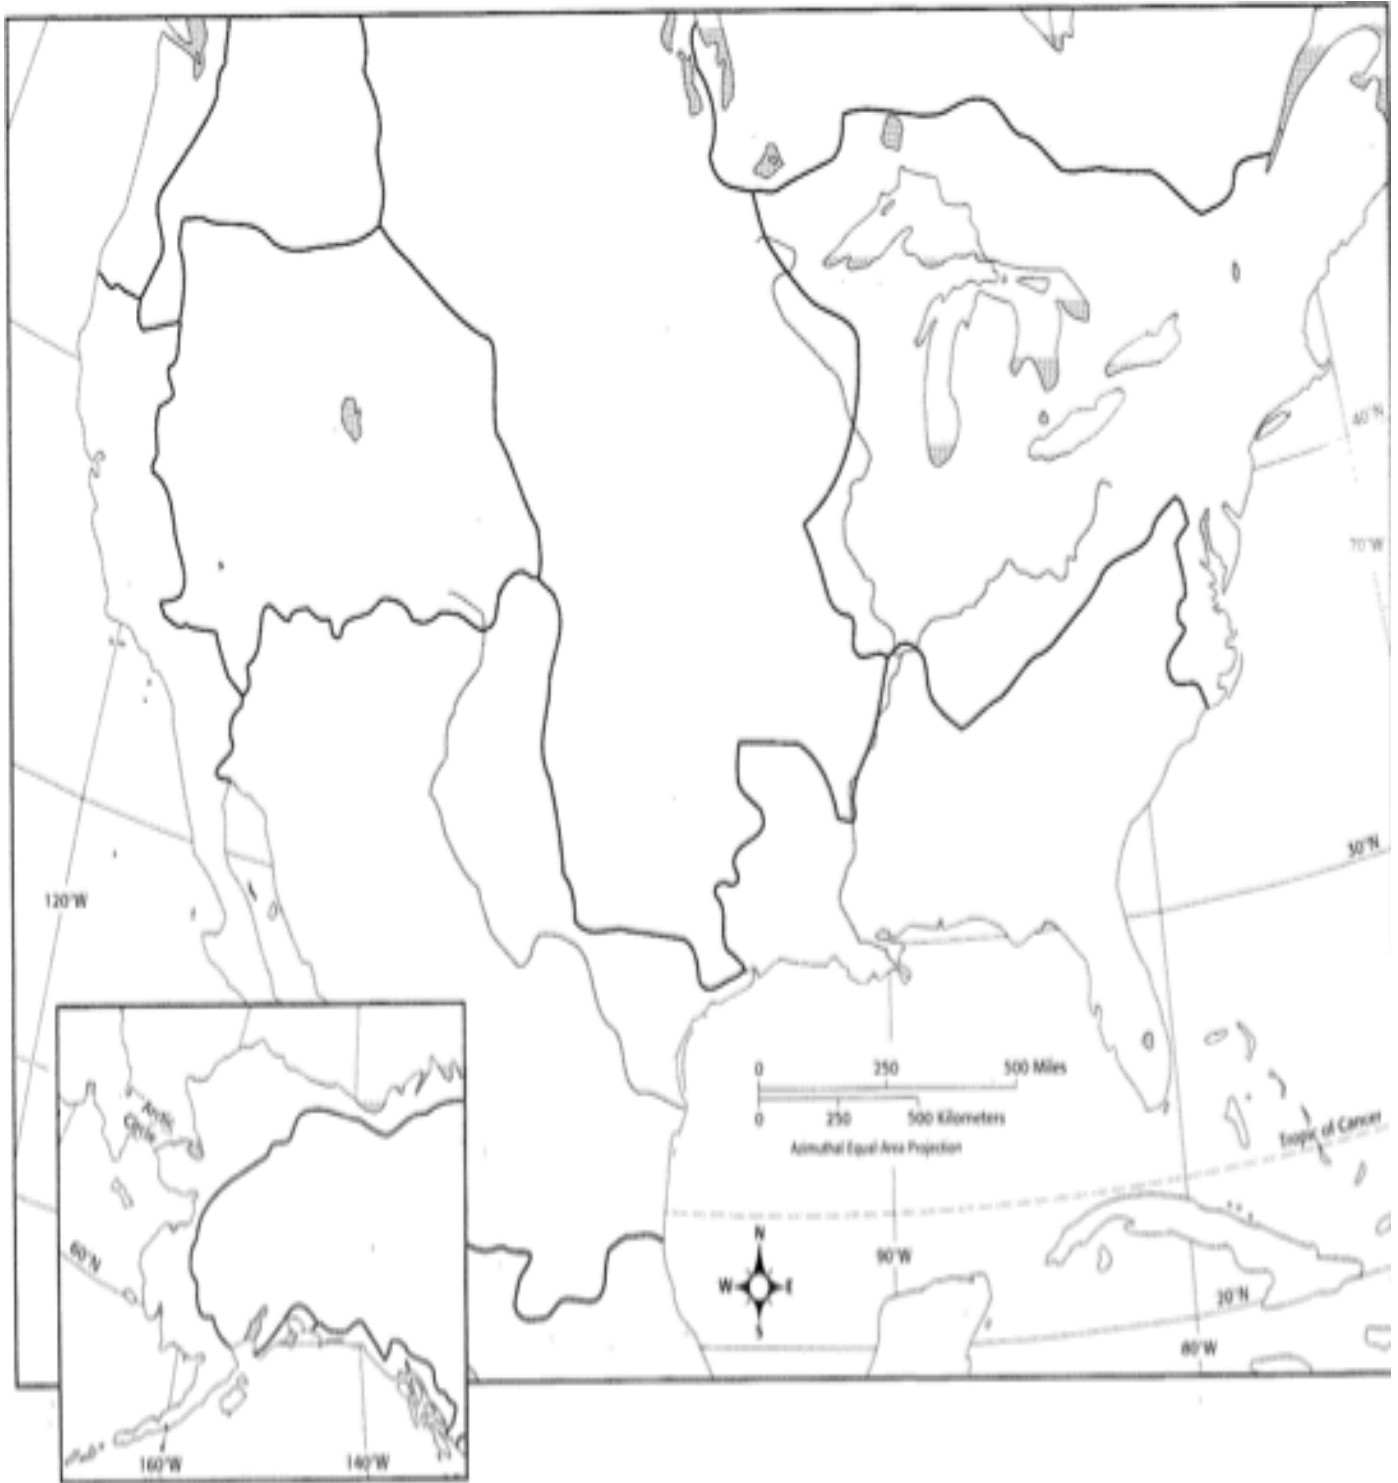 40°N
70°W
30°N
120°W
0 250 500 Miles
0 250 500 Kilometers
Azimuthal Equal-Area Projection
Tropic of Cancer
Arctic
Circle
N
W E
S
90°W
60°N
20°N
80°W
160°W
140°W